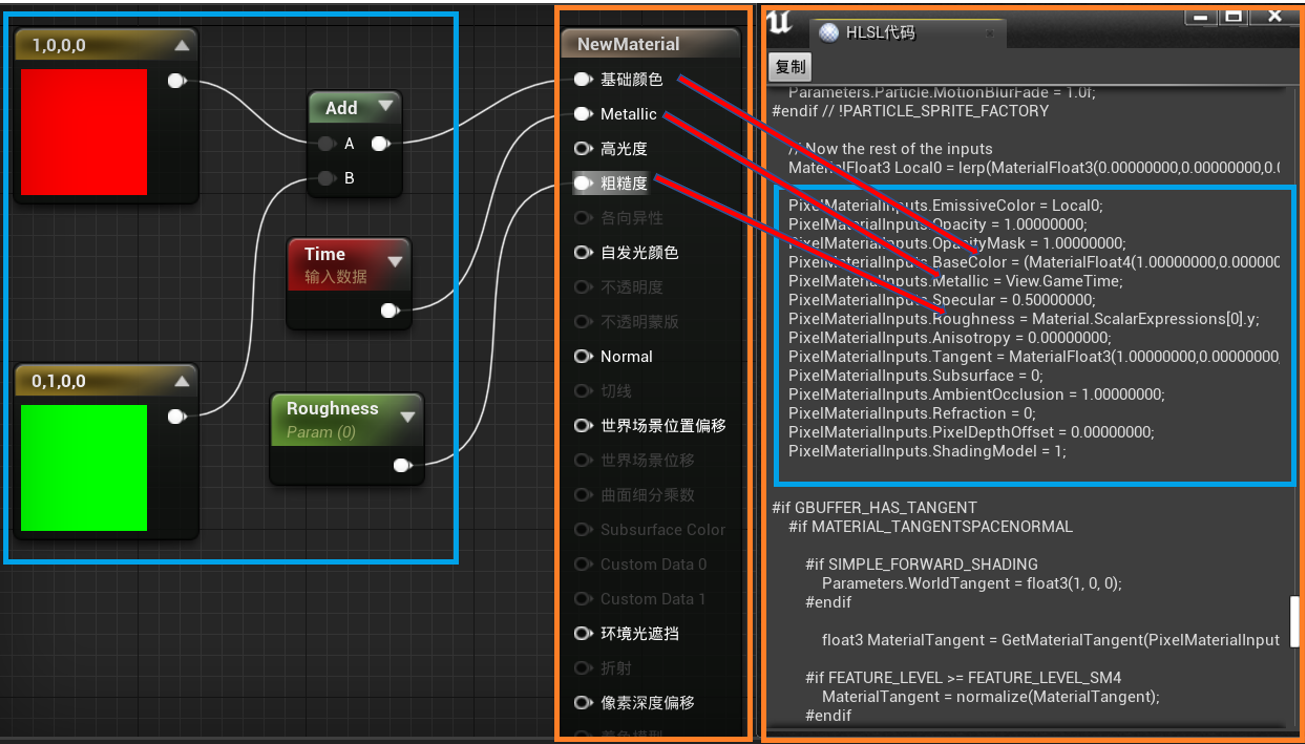 1,0,0,0
Add
A
B
Time
输入数据
0,1,0,0
Roughness
Param (0)
NewMaterial
基础颜色
Metallic
高光度
粗糙度
各向异性
自发光颜色
不透明度
不透明蒙版
Normal
切线
世界场景位置偏移
世界场景位移
曲面细分乘数
Subsurface Color
Custom Data 0
Custom Data 1
环境光遮挡
折射
像素深度偏移
HLSL代码
复制
Parameters.Particle.MotionBlurFade = 1.0f;
#endif // !PARTICLE_SPRITE_FACTORY
// Now the rest of the inputs
MaterialFloat3 Local0 = lerp(MaterialFloat3(0.00000000,0.00000000,0.0
PixelMaterialInputs.EmissiveColor = Local0;
PixelMaterialInputs.Opacity = 1.00000000;
PixelMaterialInputs.OpacityMask = 1.00000000;
PixelMaterialInputs.BaseColor = (MaterialFloat4(1.00000000,0.000000
PixelMaterialInputs.Metallic = View.GameTime;
PixelMaterialInputs.Specular = 0.50000000;
PixelMaterialInputs.Roughness = Material.ScalarExpressions[0].y;
PixelMaterialInputs.Anisotropy = 0.00000000;
PixelMaterialInputs.Tangent = MaterialFloat3(1.00000000,0.00000000,
PixelMaterialInputs.Subsurface = 0;
PixelMaterialInputs.AmbientOcclusion = 1.00000000;
PixelMaterialInputs.Refraction = 0;
PixelMaterialInputs.PixelDepthOffset = 0.00000000;
PixelMaterialInputs.ShadingModel = 1;
#if GBUFFER_HAS_TANGENT
#if MATERIAL_TANGENTSPACENORMAL
#if SIMPLE_FORWARD_SHADING
Parameters.WorldTangent = float3(1, 0, 0);
#endif
float3 MaterialTangent = GetMaterialTangent(PixelMaterialInput
#if FEATURE_LEVEL >= FEATURE_LEVEL_SM4
MaterialTangent = normalize(MaterialTangent);
#endif